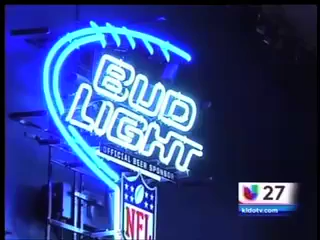 BUD
LIGHT
OFFICIAL BEER SPONSOR
NFL
27
kldotv.com